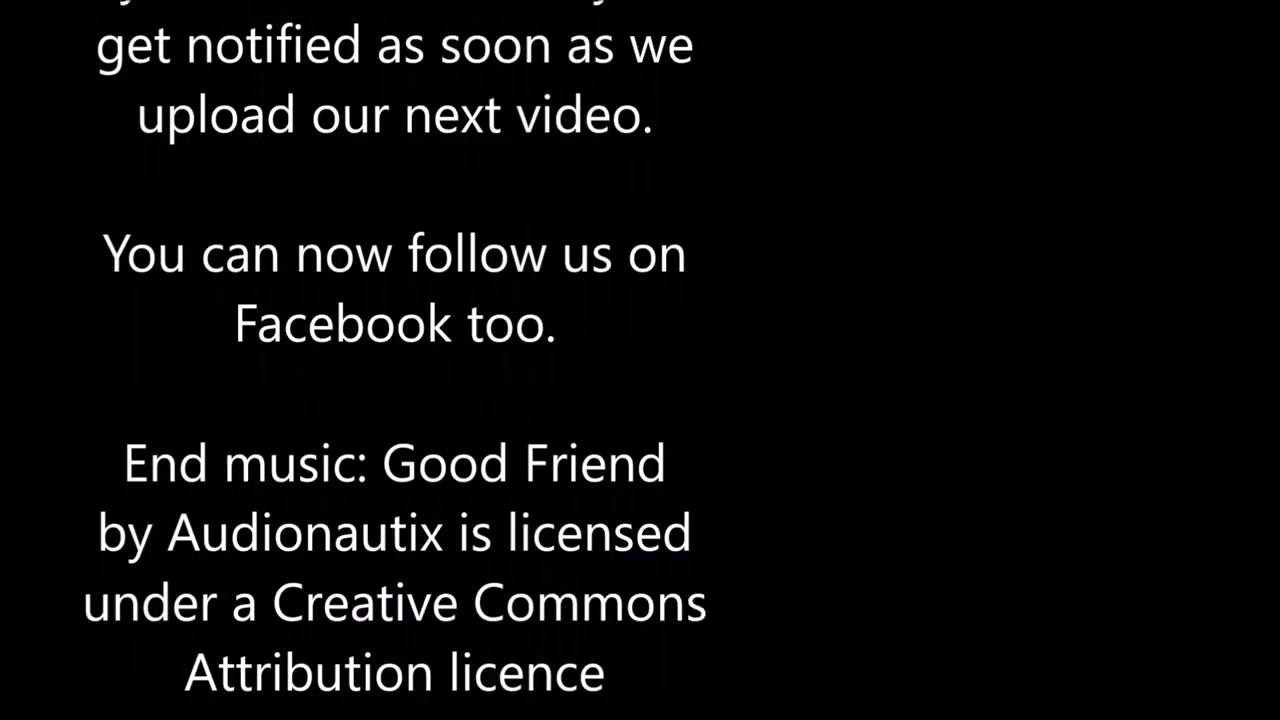 get notified as soon as we
upload our next video.
You can now follow us on
Facebook too.
End music: Good Friend
by Audionautix is licensed
under a Creative Commons
Attribution licence